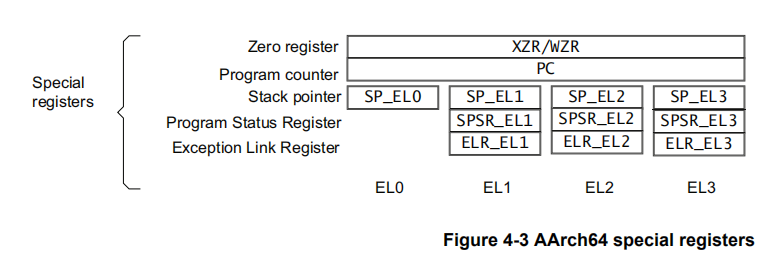 Zero register XZR/WZR
Program counter PC
Special registers
Stack pointer SP_EL0 SP_EL1 SP_EL2 SP_EL3
Program Status Register SPSR_EL1 SPSR_EL2 SPSR_EL3
Exception Link Register ELR_EL1 ELR_EL2 ELR_EL3
EL0 EL1 EL2 EL3
Figure 4-3 AArch64 special registers